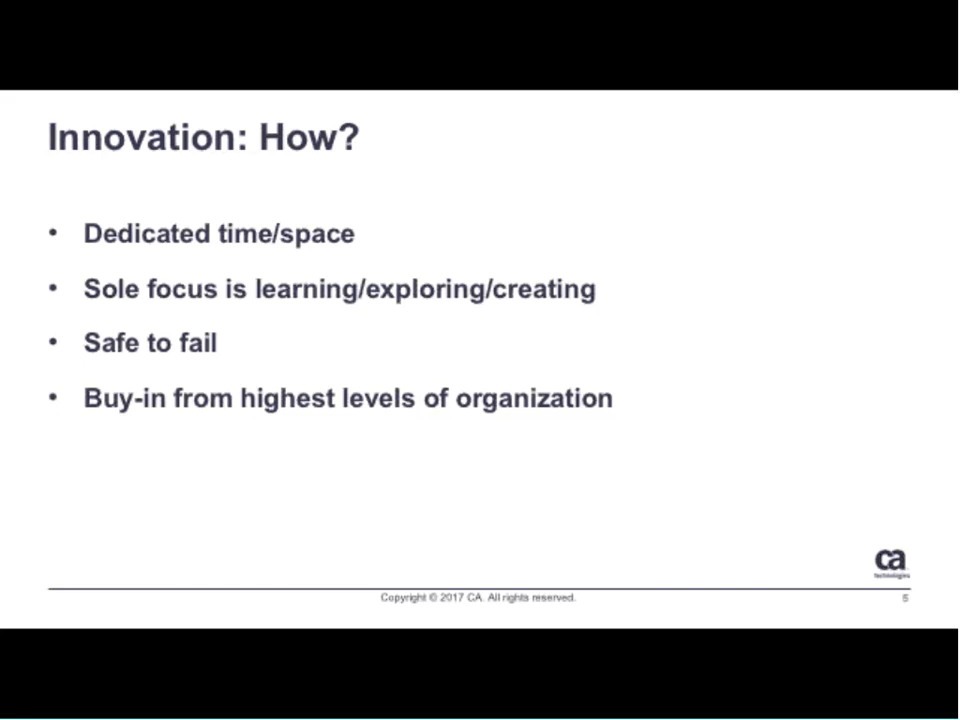 Innovation: How?
• Dedicated time/space
• Sole focus is learning/exploring/creating
• Safe to fail
• Buy-in from highest levels of organization
ca
technologies
Copyright © 2017 CA. All rights reserved.
5